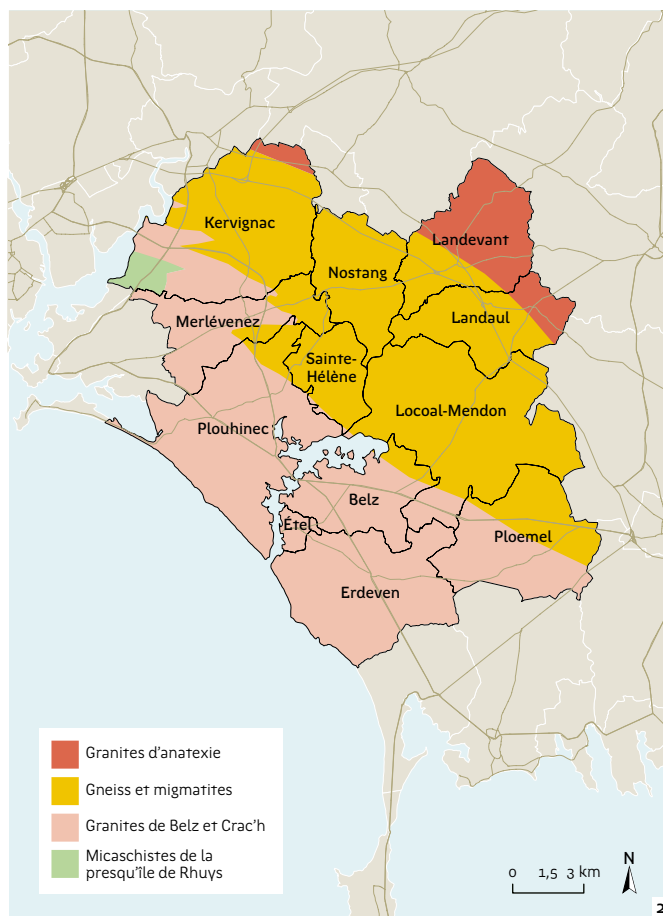 Kervignac
Landevant
Nostang
Merlévenez
Landaul
Sainte-
Hélène
Locoal-Mendon
Plouhinec
Belz
Étel
Ploemel
Erdeven
Granites d'anatexie
Gneiss et migmatites
Granites de Belz et Crac'h
Micaschistes de la
presqu'île de Rhuys
0 1,5 3 km
N
2